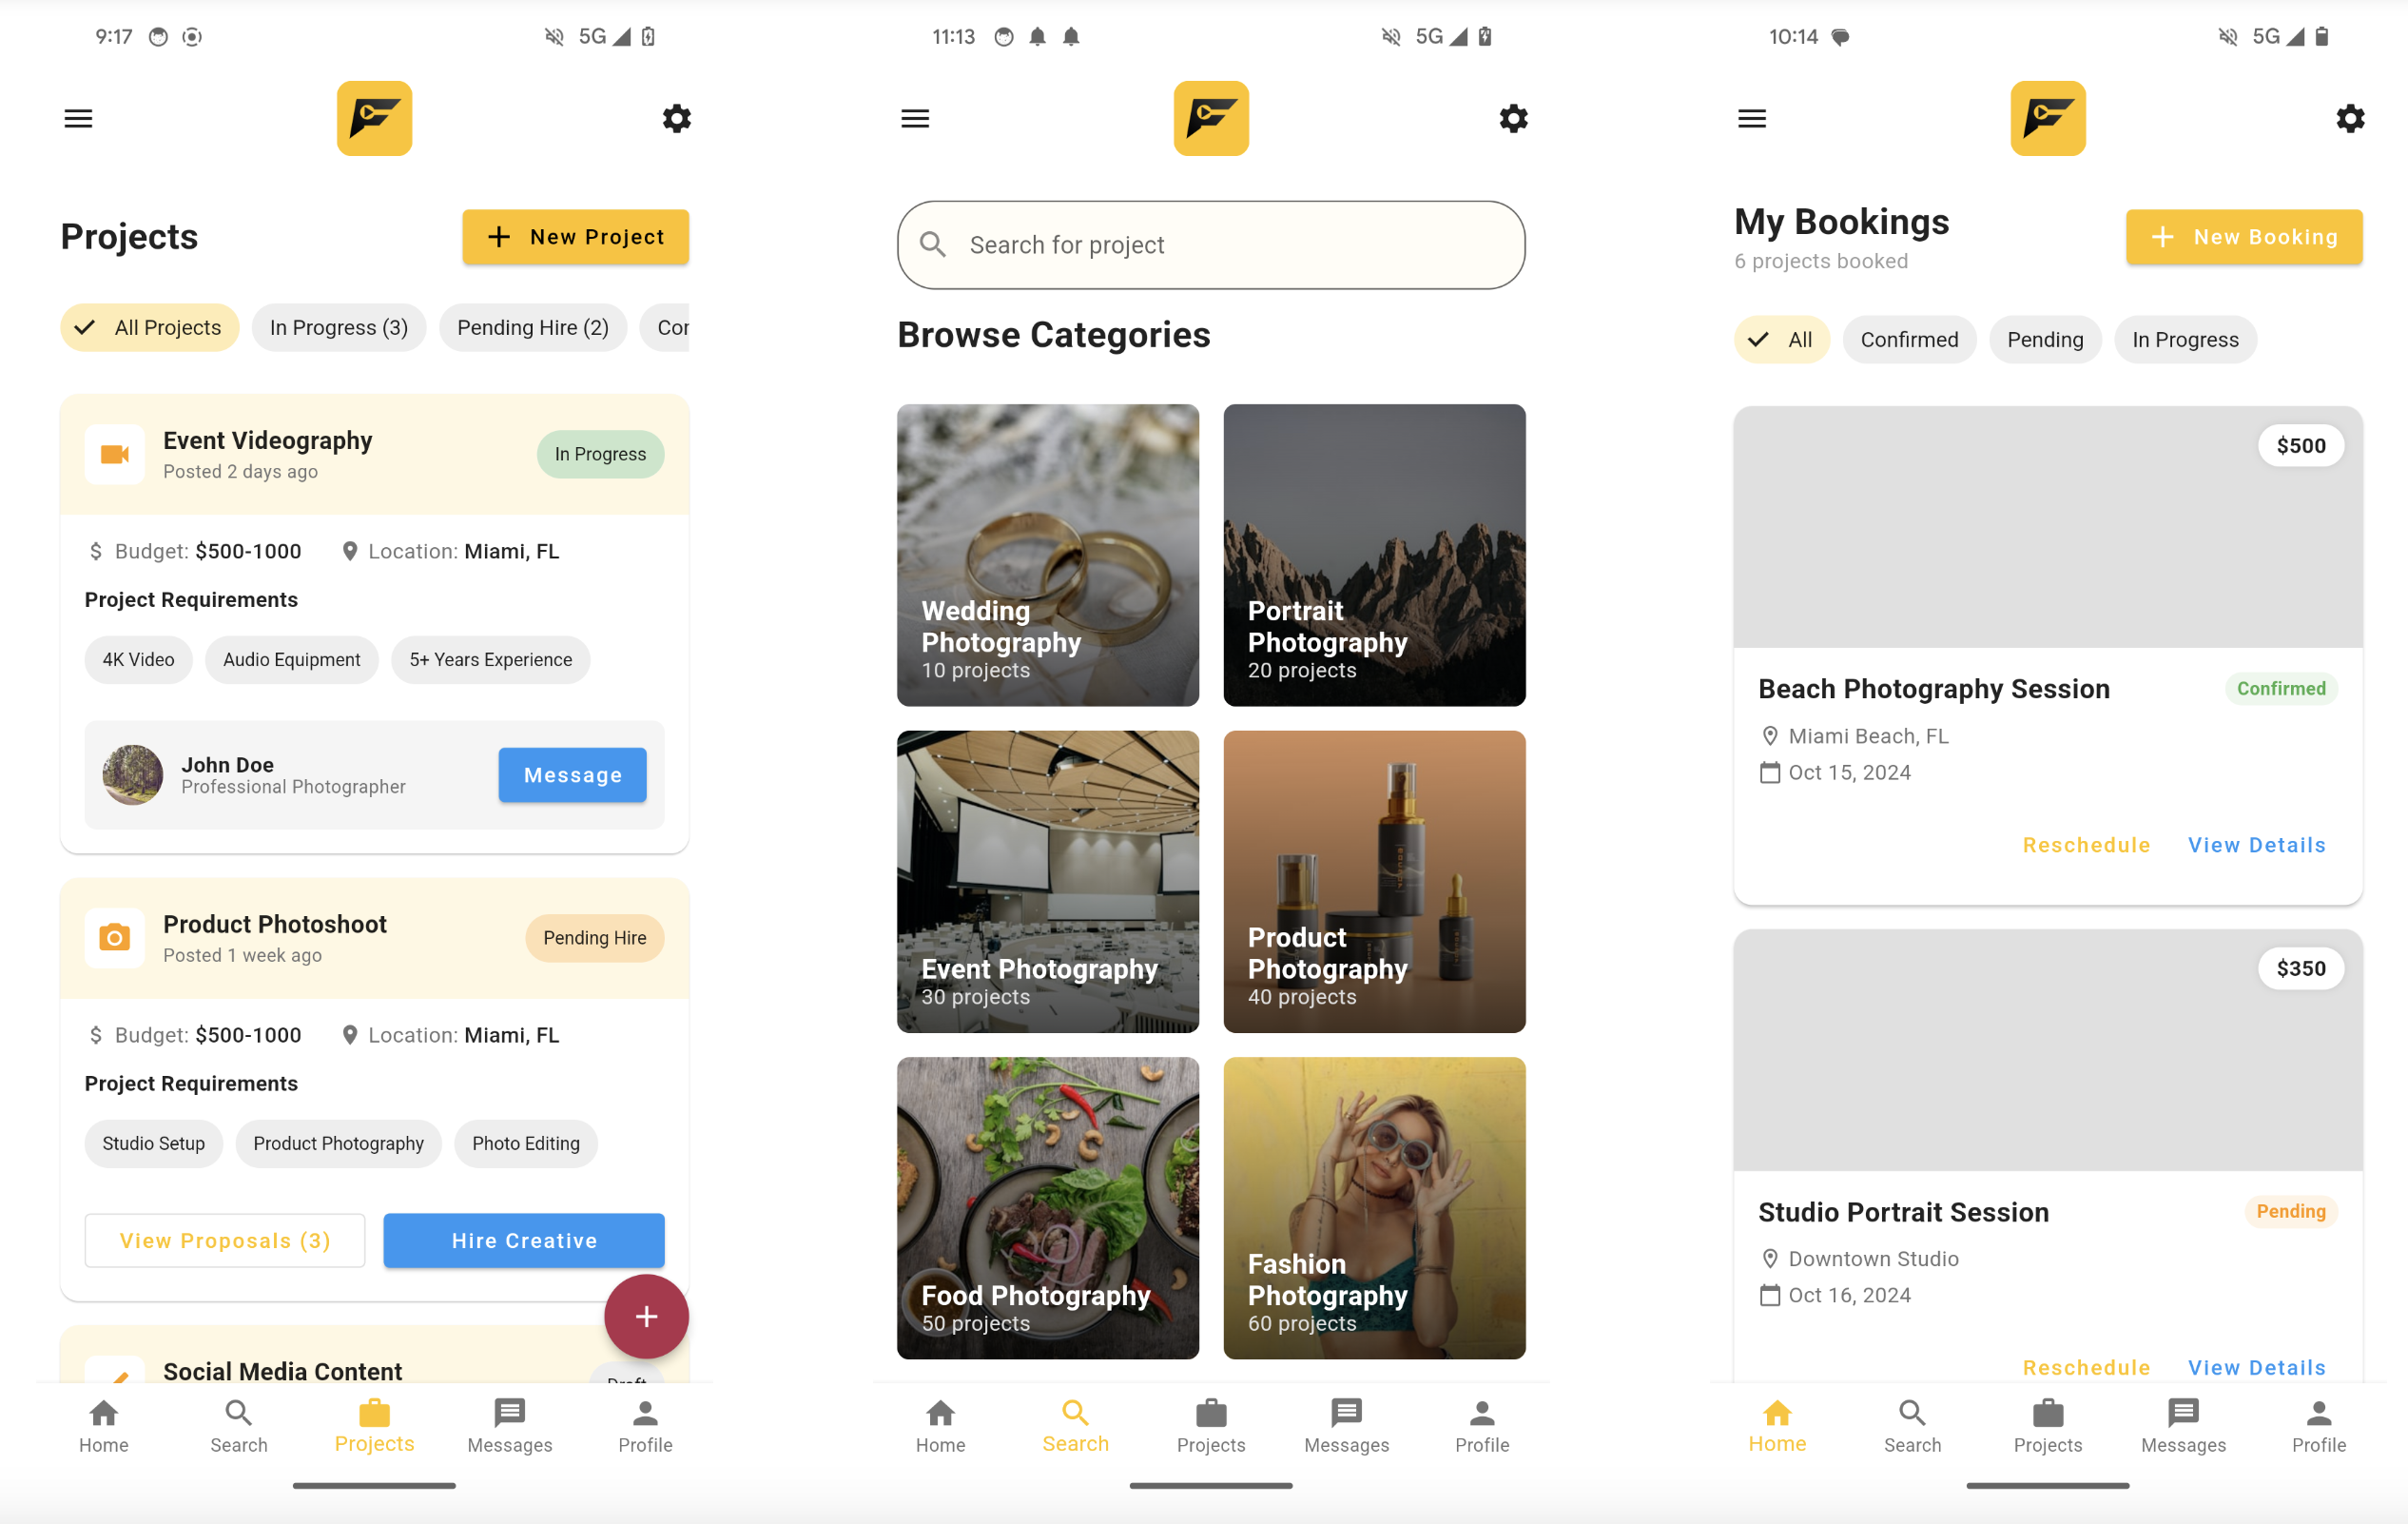 9:17
5G
Projects
+ New Project
All Projects
In Progress (3)
Pending Hire (2)
Event Videography
In Progress
Posted 2 days ago
$ Budget: $500-1000
Location: Miami, FL
Project Requirements
4K Video
Audio Equipment
5+ Years Experience
John Doe
Professional Photographer
Message
Product Photoshoot
Pending Hire
Posted 1 week ago
$ Budget: $500-1000
Location: Miami, FL
Project Requirements
Studio Setup
Product Photography
Photo Editing
View Proposals (3)
Hire Creative
+
Social Media Content
Draft
Home
Search
Projects
Messages
Profile
11:13
5G
Search for project
Browse Categories
Wedding
Photography
10 projects
Portrait
Photography
20 projects
Event Photography
30 projects
Product
Photography
40 projects
Food Photography
50 projects
Fashion
Photography
60 projects
Home
Search
Projects
Messages
Profile
10:14
5G
My Bookings
6 projects booked
+ New Booking
All
Confirmed
Pending
In Progress
$500
Beach Photography Session
Confirmed
Miami Beach, FL
Oct 15, 2024
Reschedule
View Details
$350
Studio Portrait Session
Pending
Downtown Studio
Oct 16, 2024
Reschedule
View Details
Home
Search
Projects
Messages
Profile